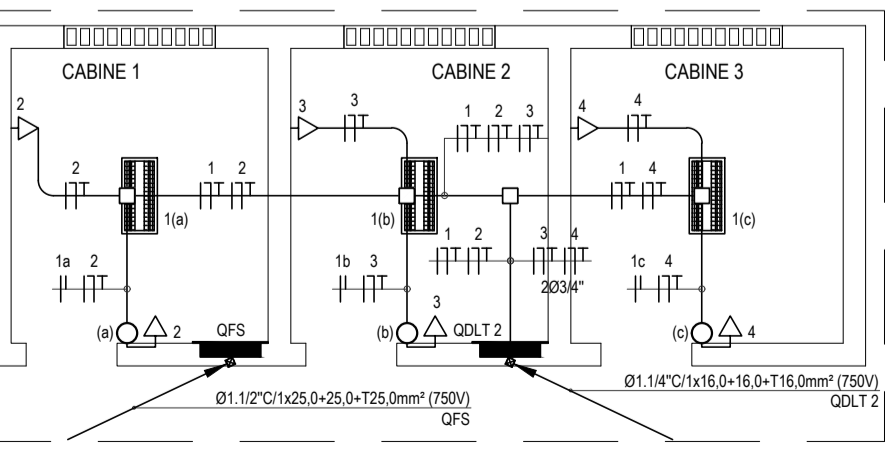 CABINE 1
CABINE 2
CABINE 3
2
3
3
1 2 3
4
4
2
1 2
1 4
1(a)
1(b)
1(c)
1 2
3 4
2Ø3/4"
1a 2
1b 3
1c 4
(a)
2
QFS
(b)
3
QDLT 2
(c)
4
Ø1.1/2"C/1x25,0+25,0+T25,0mm² (750V)
QFS
Ø1.1/4"C/1x16,0+16,0+T16,0mm² (750V)
QDLT 2